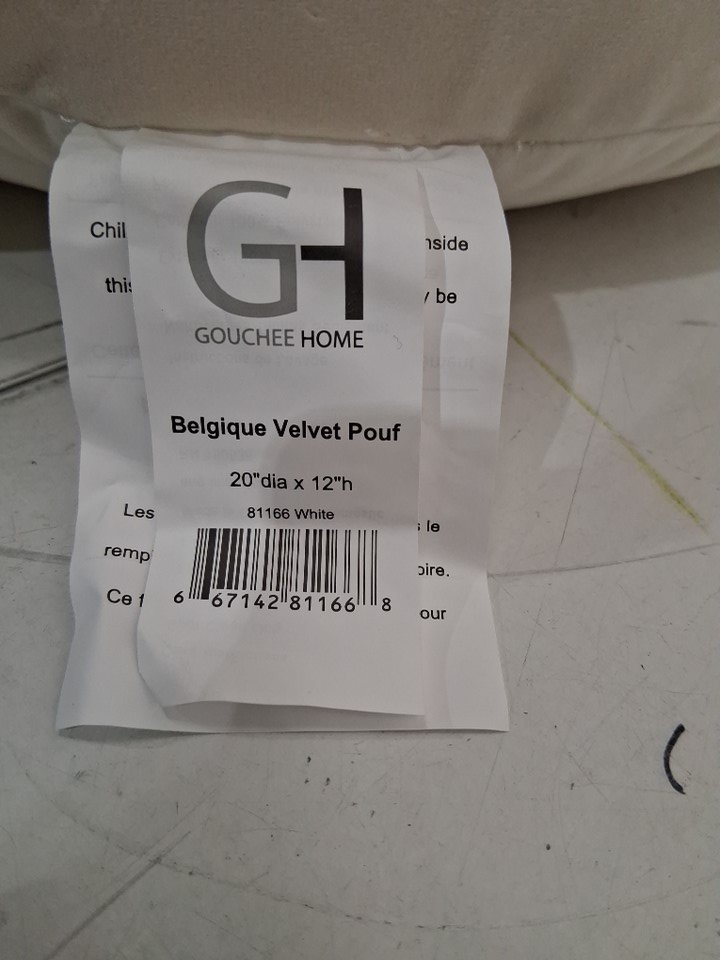 GH
GOUCHEE HOME
Belgique Velvet Pouf
20"dia x 12"h
81166 White
6 67142 81166 8
Chil
nside
this
y be
Les
s le
remp
oire.
Ce f
our